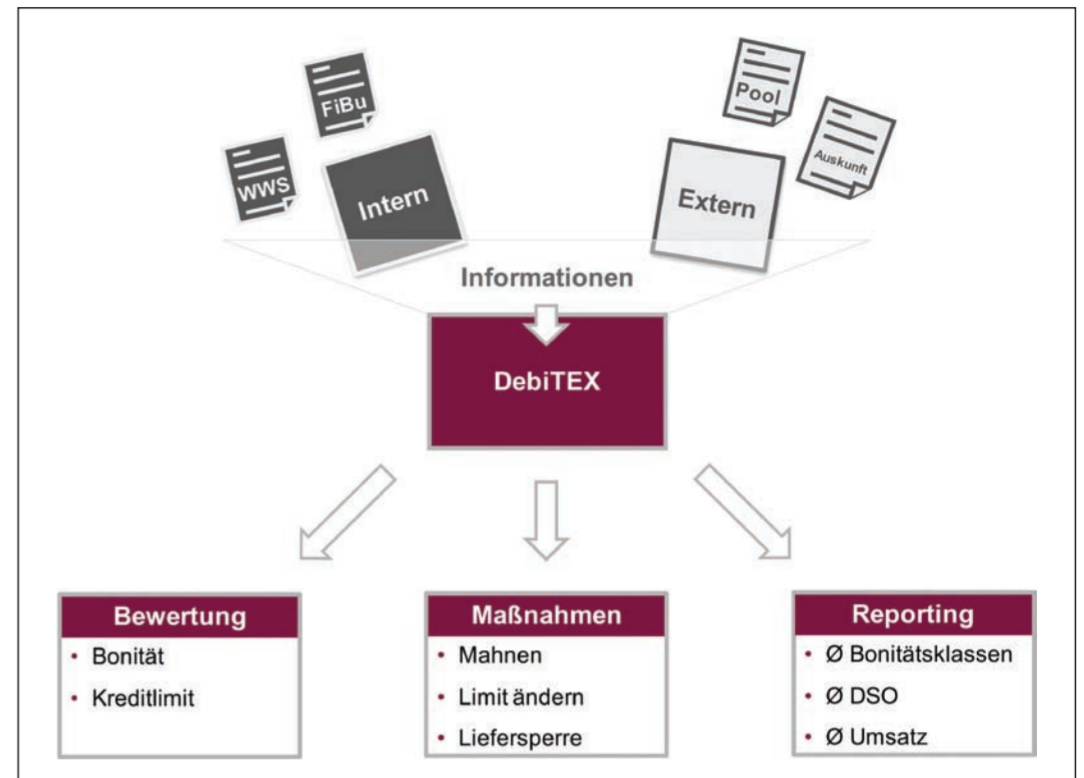 FiBu
WWS
Intern
Pool
Auskunft
Extern
Informationen
DebiTEX
Bewertung
• Bonität
• Kreditlimit
Maßnahmen
• Mahnen
• Limit ändern
• Liefersperre
Reporting
• Ø Bonitätsklassen
• Ø DSO
• Ø Umsatz